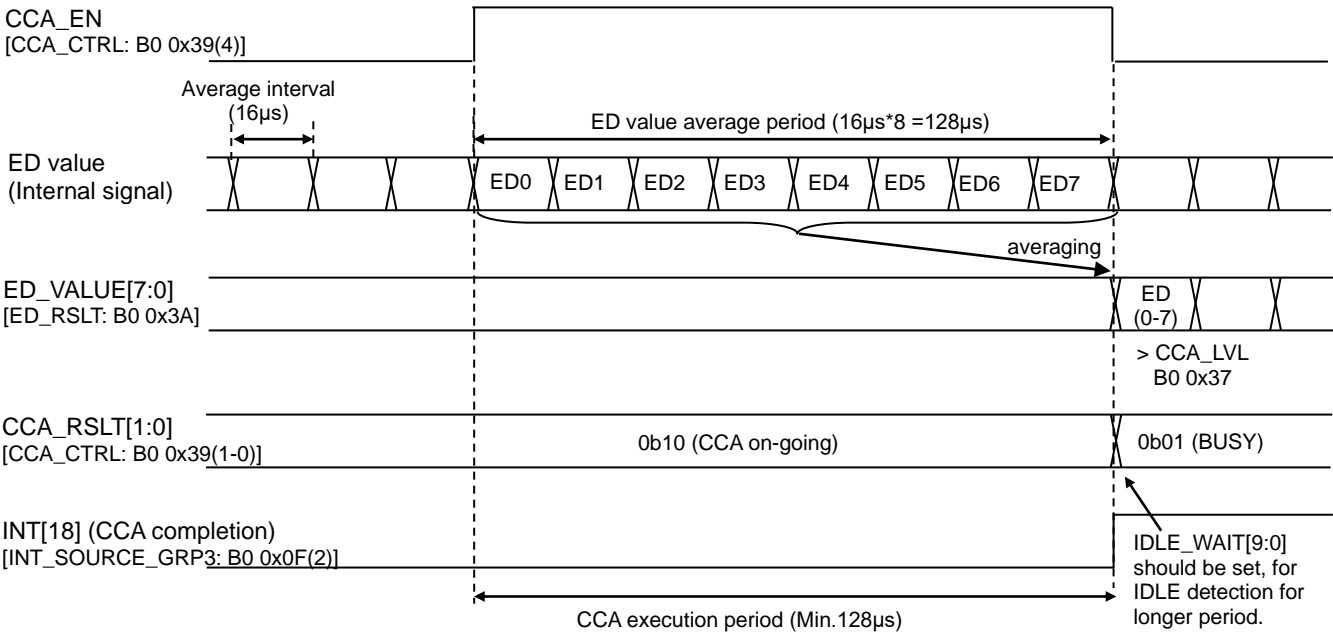 CCA_EN
[CCA_CTRL: B0 0x39(4)]
Average interval
(16μs)
ED value average period (16μs*8 =128μs)
ED value
(Internal signal)
ED0 ED1 ED2 ED3 ED4 ED5 ED6 ED7
averaging
ED_VALUE[7:0]
[ED_RSLT: B0 0x3A]
ED
(0-7)
> CCA_LVL
B0 0x37
CCA_RSLT[1:0]
[CCA_CTRL: B0 0x39(1-0)]
0b10 (CCA on-going)
0b01 (BUSY)
INT[18] (CCA completion)
[INT_SOURCE_GRP3: B0 0x0F(2)]
IDLE_WAIT[9:0]
should be set, for
IDLE detection for
longer period.
CCA execution period (Min.128μs)